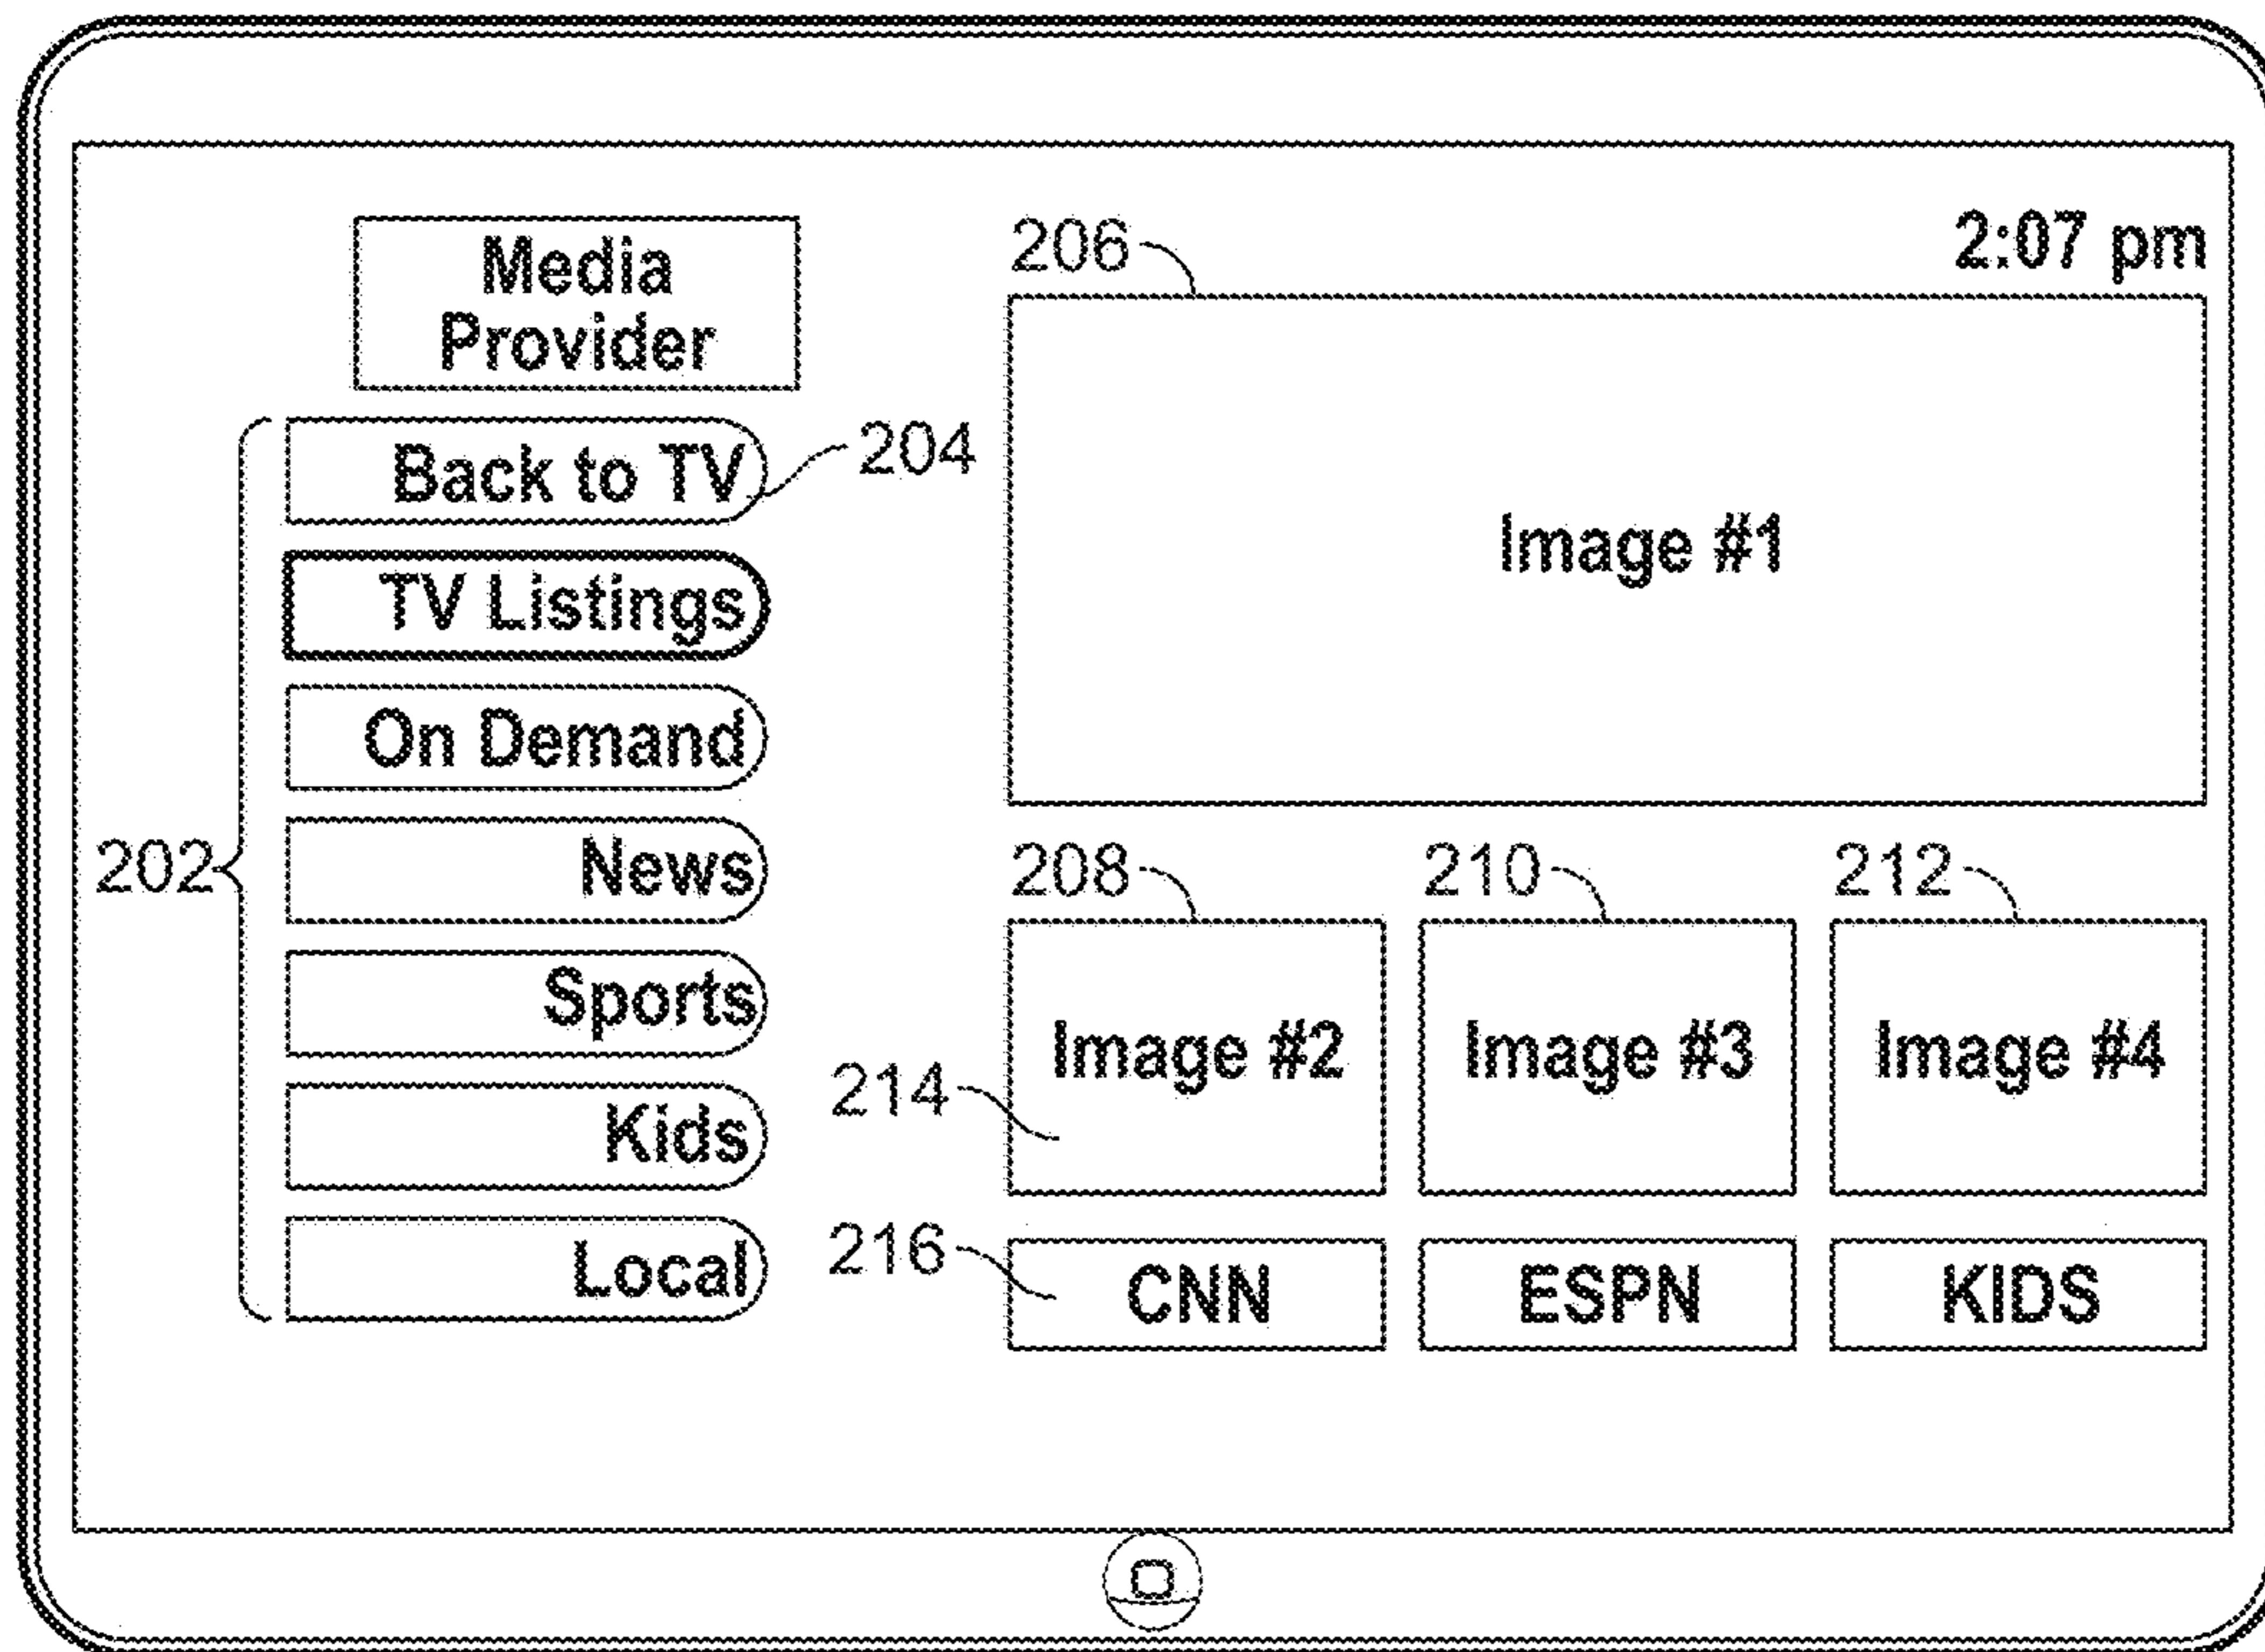 Media
Provider
2:07 pm
206
Back to TV
204
TV Listings
On Demand
News
Sports
Kids
Local
202
Image #1
208
210
212
Image #2
Image #3
Image #4
214
216
CNN
ESPN
KIDS